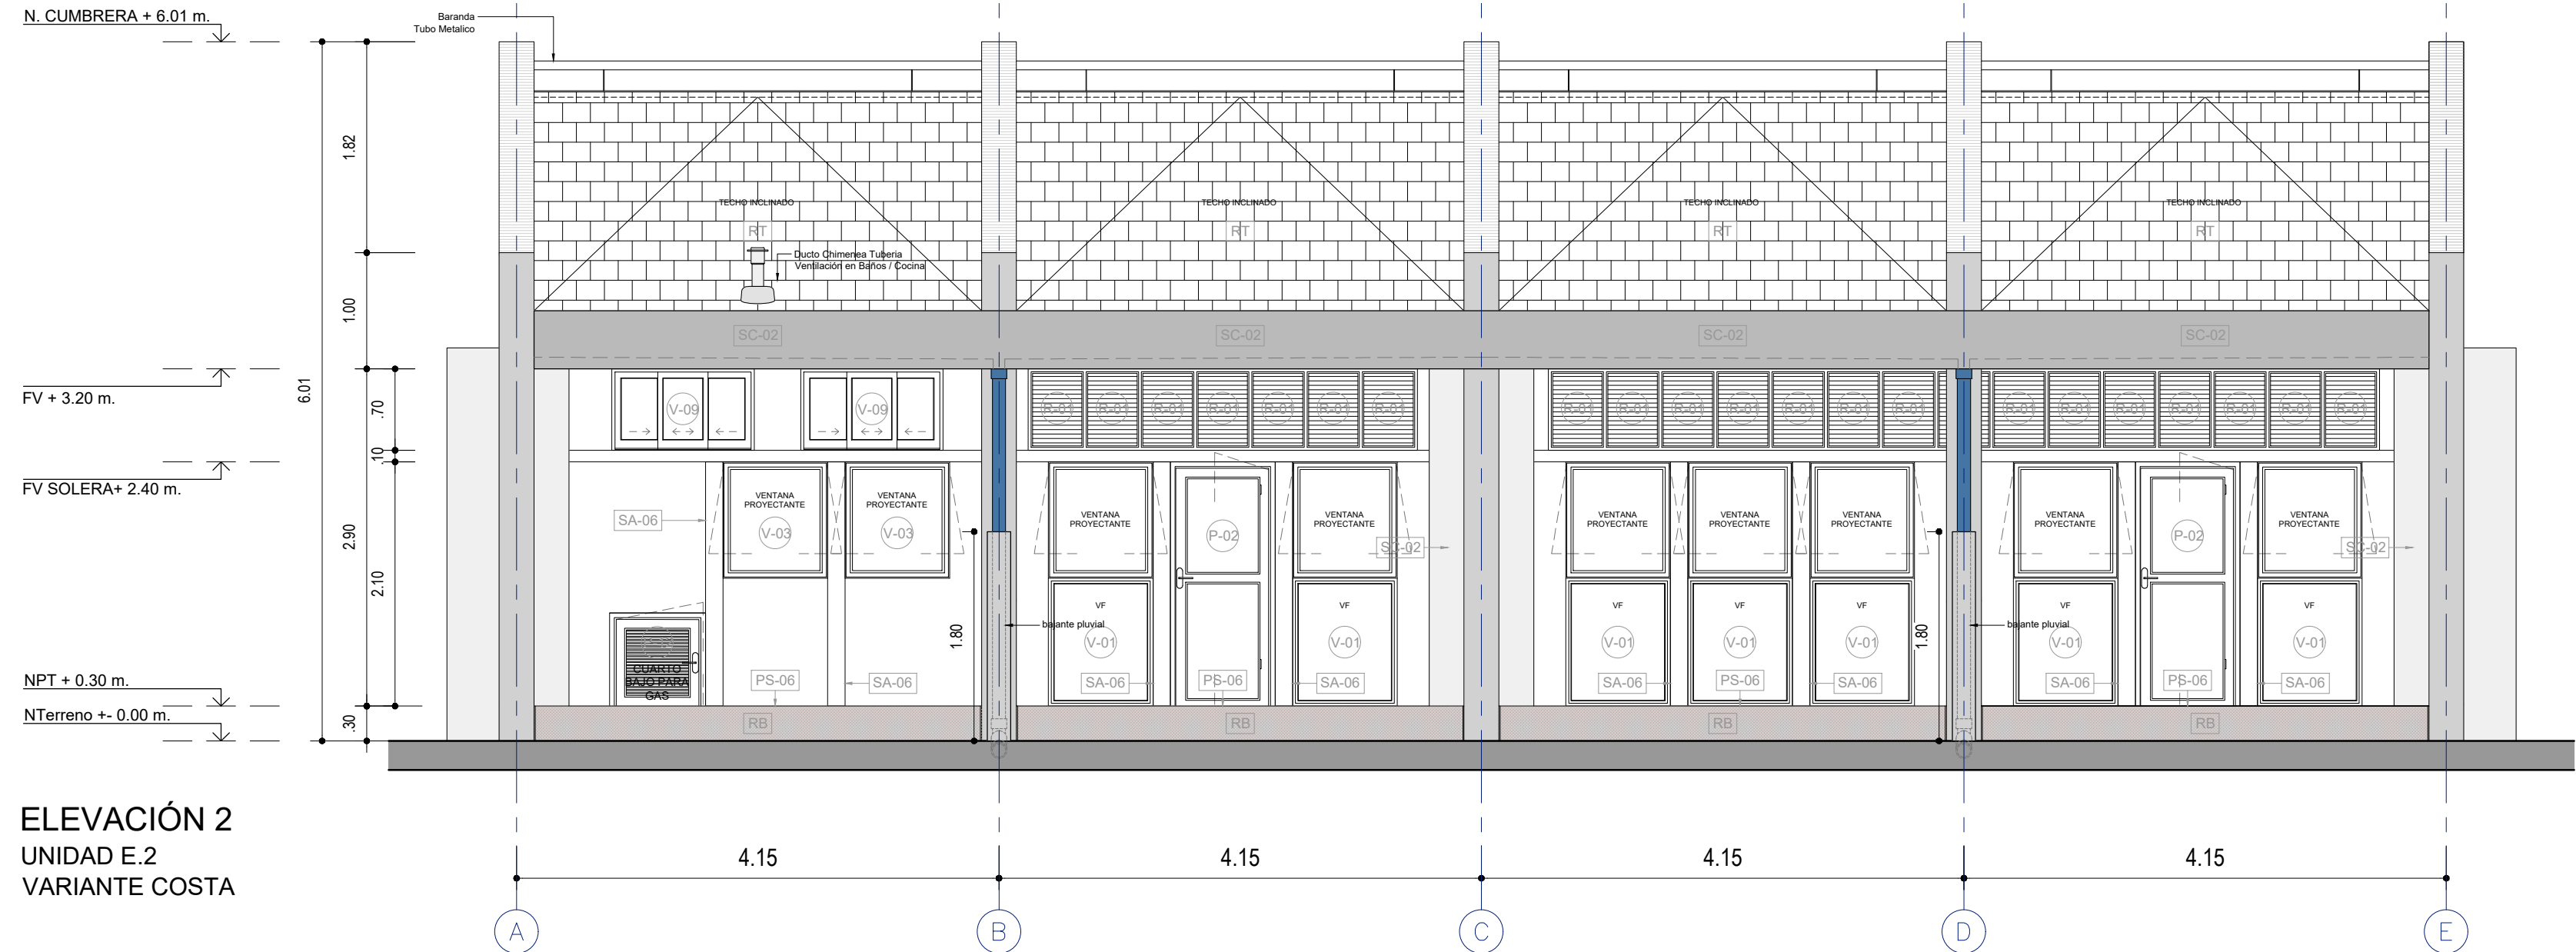 N. CUMBRERA + 6.01 m.
Baranda
Tubo Metalico
1.82
1.00
6.01
.70
.10
2.90
2.10
.30
FV + 3.20 m.
FV SOLERA+ 2.40 m.
NPT + 0.30 m.
NTerreno +- 0.00 m.
TECHO INCLINADO
RT
TECHO INCLINADO
RT
TECHO INCLINADO
RT
TECHO INCLINADO
RT
Ducto Chimenea Tuberia
Ventilación en Baños / Cocina
SC-02
SC-02
SC-02
SC-02
V-09
V-09
SA-06
VENTANA
PROYECTANTE
V-03
VENTANA
PROYECTANTE
V-03
CUARTO
BAJO PARA
GAS
PS-06
SA-06
1.80
bajante pluvial
VENTANA
PROYECTANTE
P-02
VENTANA
PROYECTANTE
SC-02
VF
V-01
SA-06
PS-06
VF
V-01
SA-06
VENTANA
PROYECTANTE
VENTANA
PROYECTANTE
VENTANA
PROYECTANTE
VF
V-01
SA-06
VF
V-01
PS-06
VF
V-01
SA-06
1.80
bajante pluvial
VENTANA
PROYECTANTE
P-02
VENTANA
PROYECTANTE
SC-02
V-01
SA-06
PS-06
V-01
SA-06
RB
RB
RB
RB
ELEVACIÓN 2
UNIDAD E.2
VARIANTE COSTA
4.15
4.15
4.15
4.15
A
B
C
D
E